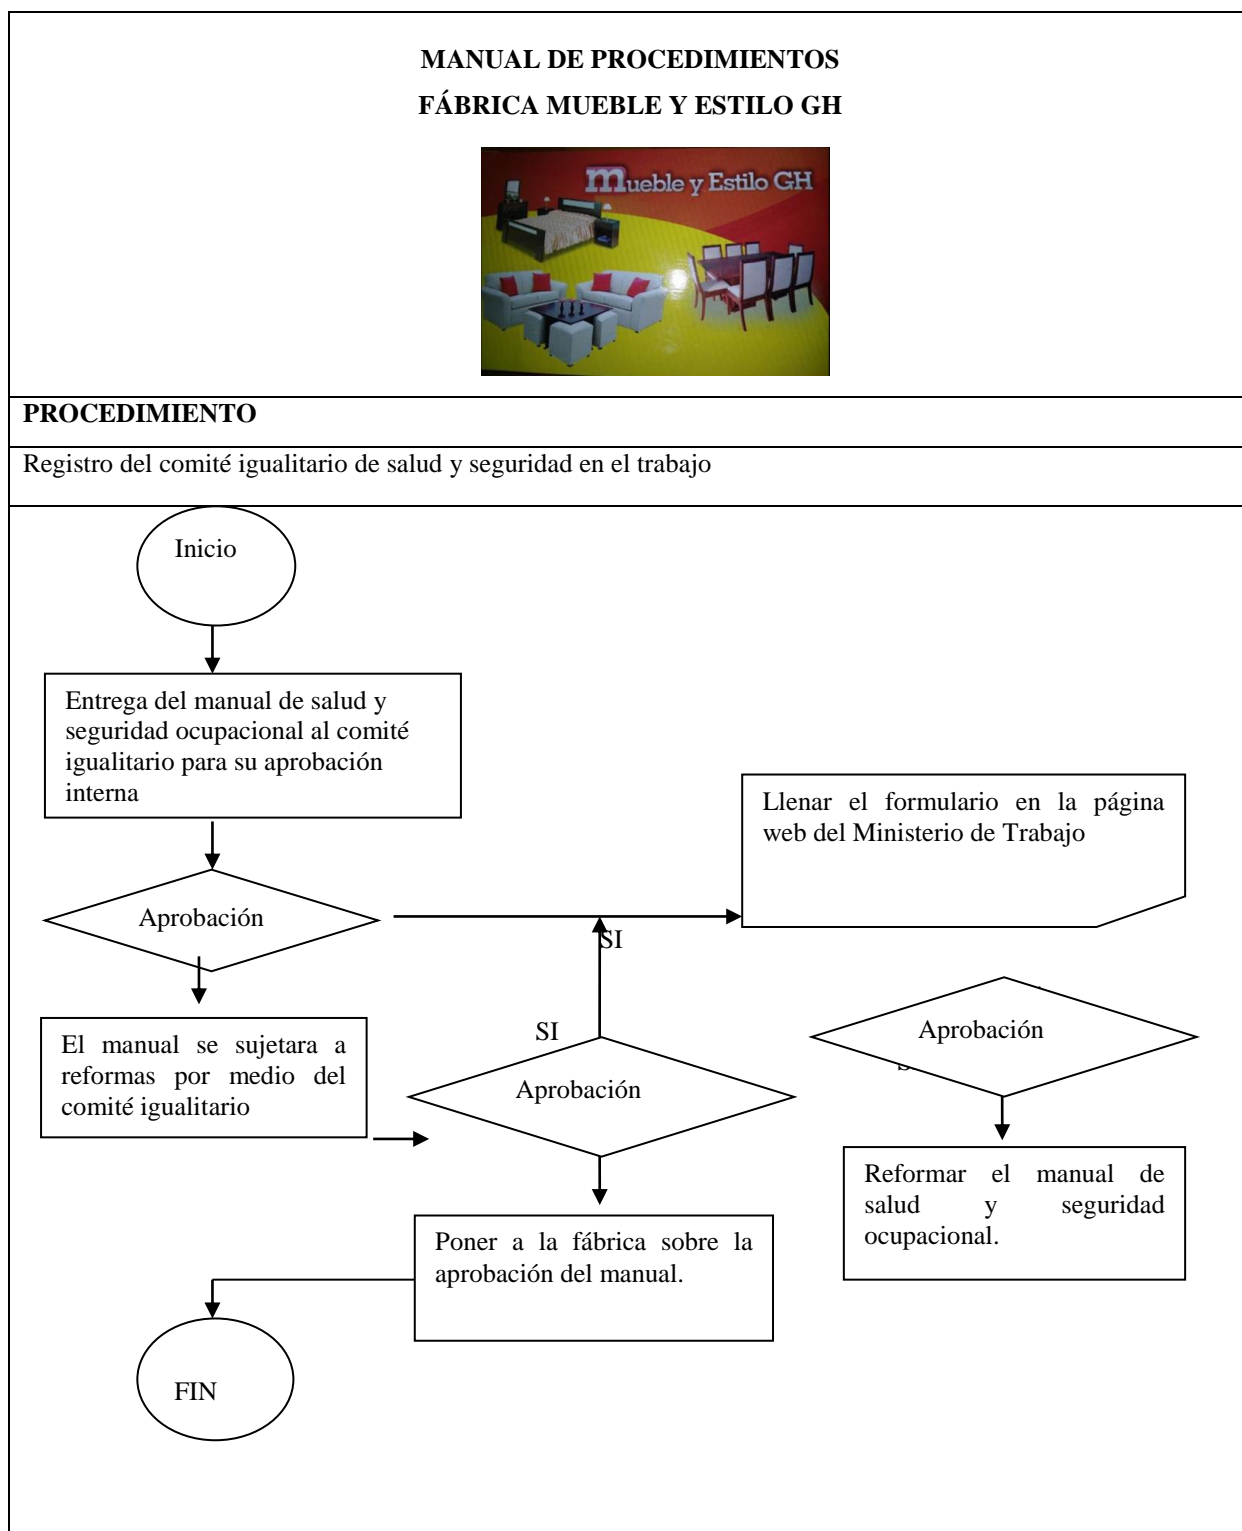 MANUAL DE PROCEDIMIENTOS
FÁBRICA MUEBLE Y ESTILO GH
mueble y Estilo GH
PROCEDIMIENTO
Registro del comité igualitario de salud y seguridad en el trabajo
Inicio
Entrega del manual de salud y
seguridad ocupacional al comité
igualitario para su aprobación
interna
Llenar el formulario en la página
web del Ministerio de Trabajo
Aprobación
SI
El manual se sujetara a
reformas por medio del
comité igualitario
SI
Aprobación
Aprobación
Reformar el manual de
salud y seguridad
ocupacional.
Poner a la fábrica sobre la
aprobación del manual.
FIN